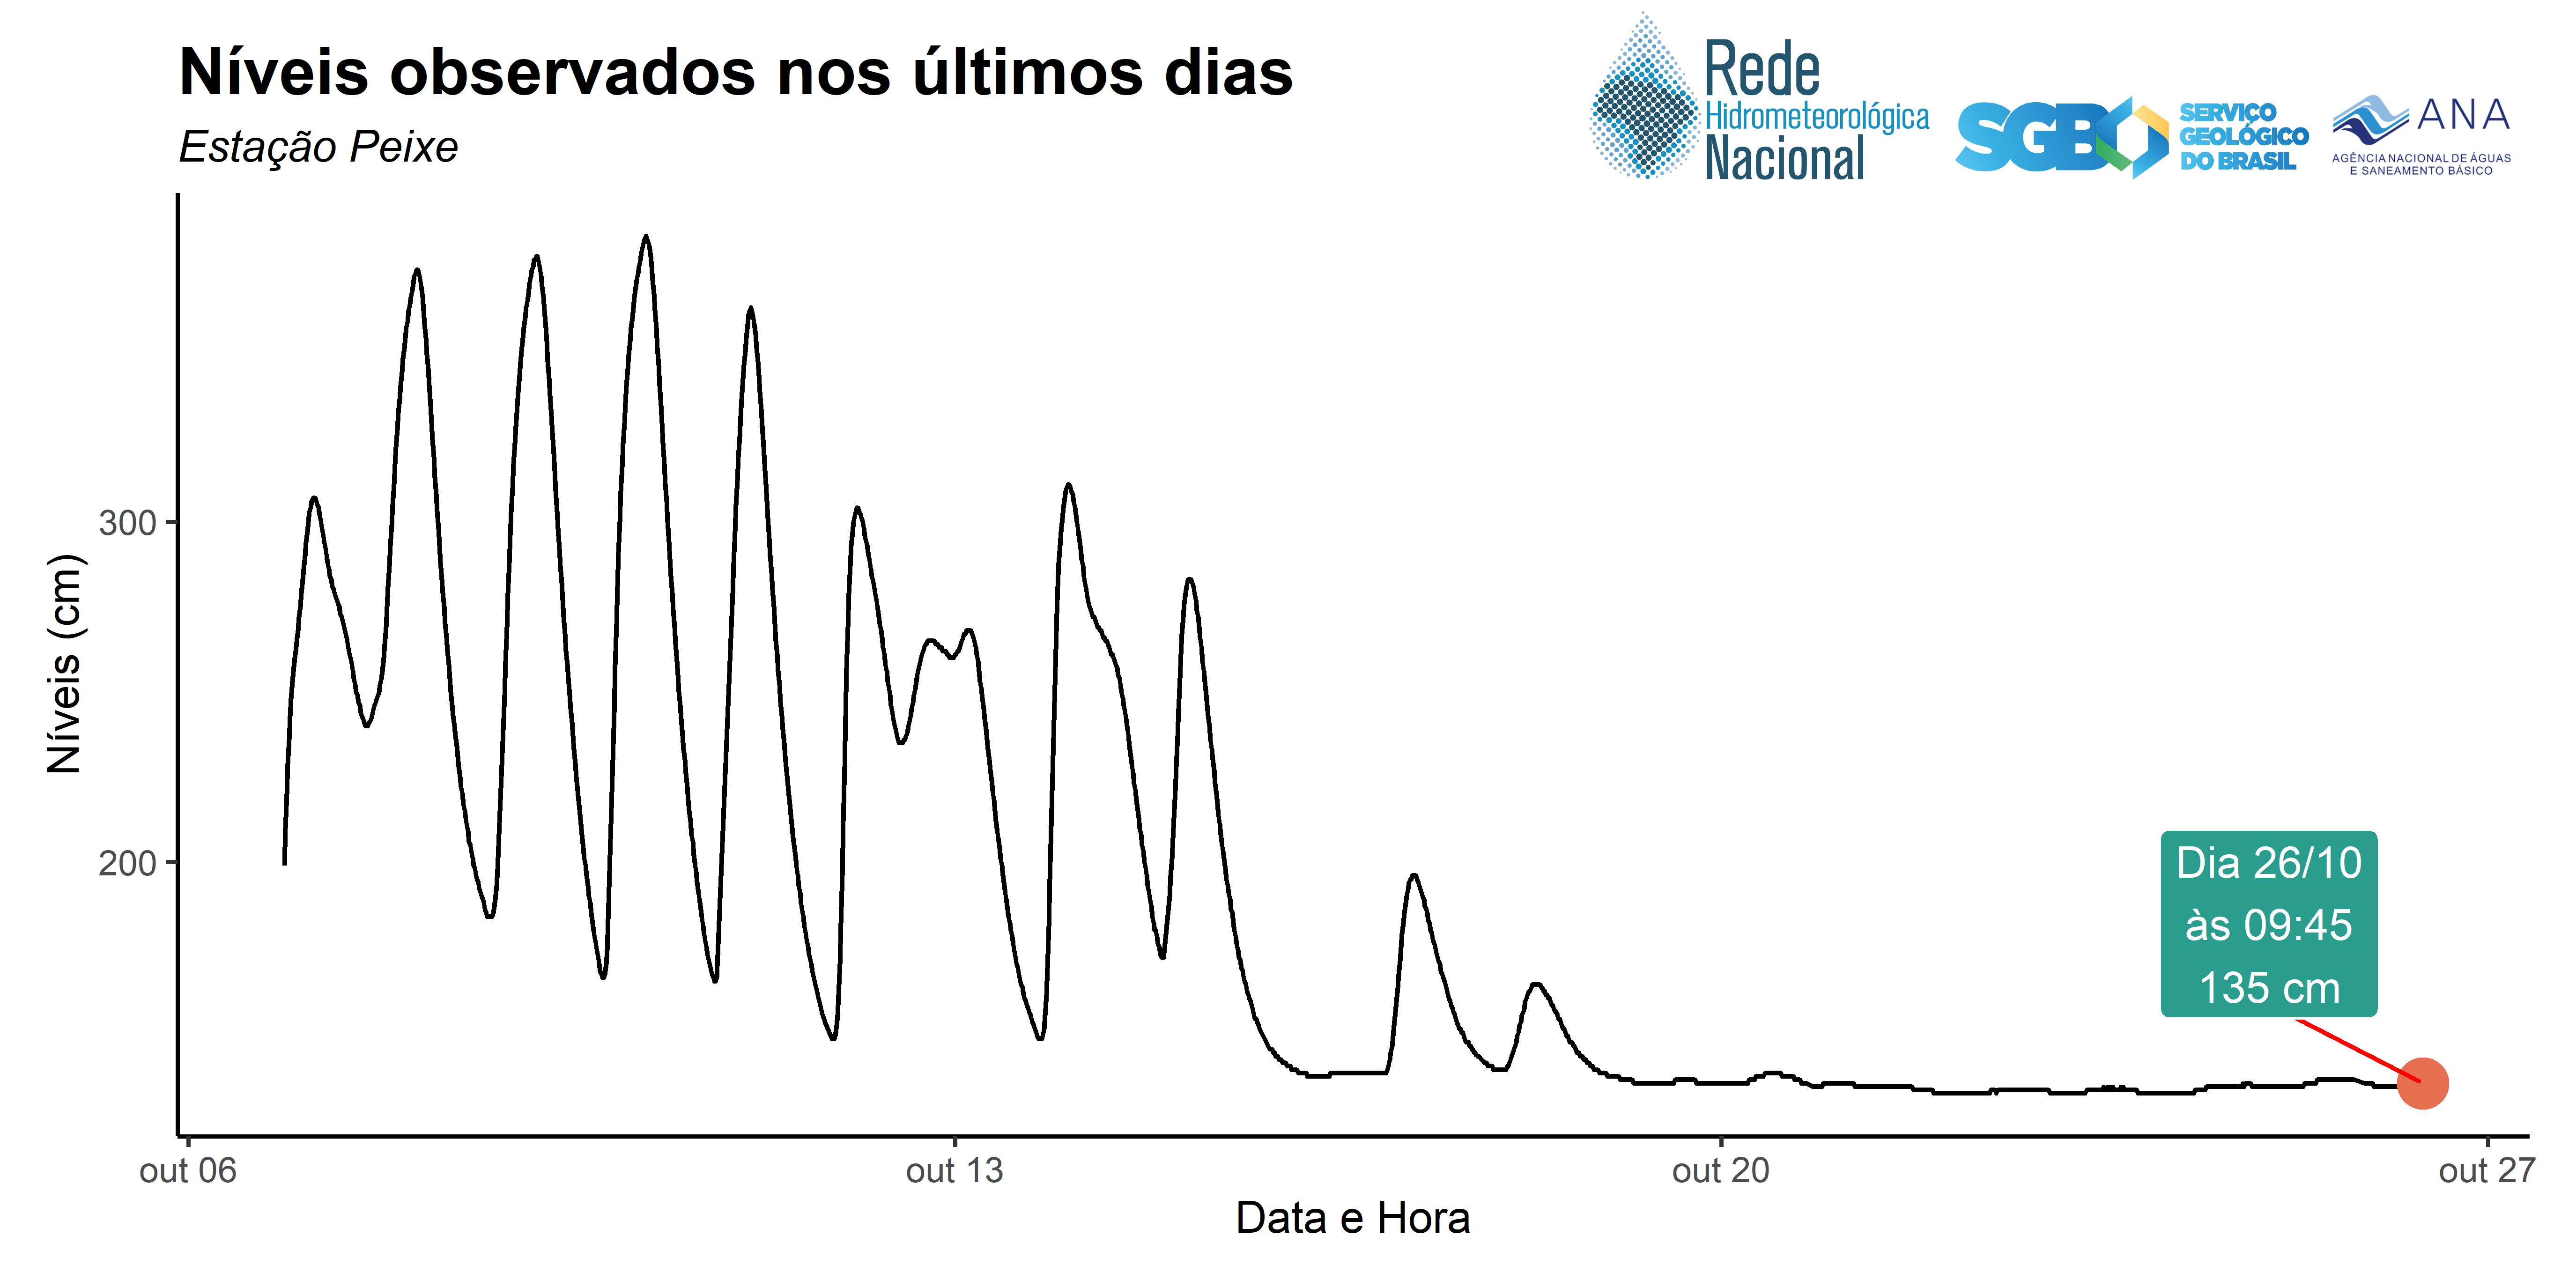 Níveis observados nos últimos dias
Estação Peixe
Rede
Hidrometeorológica
Nacional
SGB
SERVIÇO
GEOLÓGICO
DO BRASIL
ANA
AGÊNCIA NACIONAL DE ÁGUAS
E SANEAMENTO BÁSICO
Níveis (cm)
300
200
Dia 26/10
às 09:45
135 cm
out 06
out 13
out 20
out 27
Data e Hora